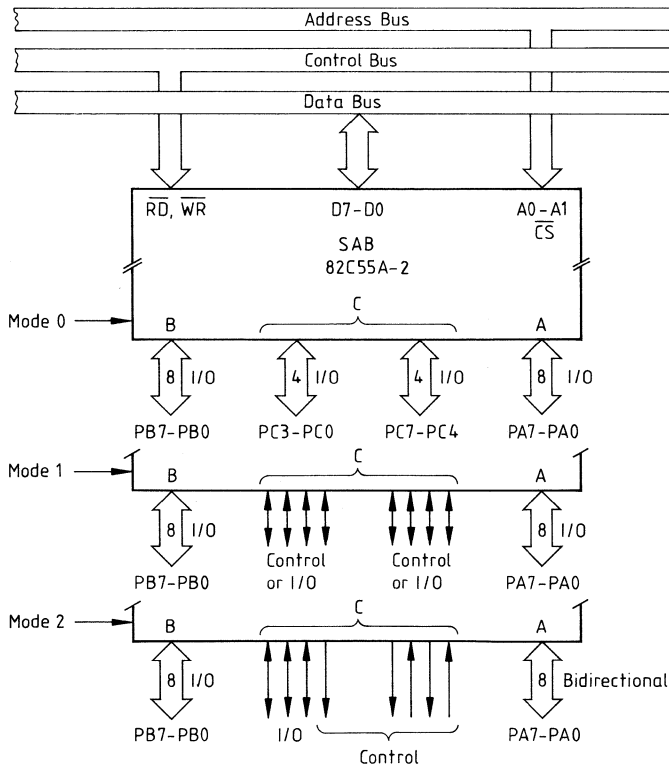 Address Bus
Control Bus
Data Bus
RD, WR D7-D0 A0-A1
CS
SAB
82C55A-2
C
Mode 0 B A
8 I/O 4 I/O 4 I/O 8 I/O
PB7-PB0 PC3-PC0 PC7-PC4 PA7-PA0
Mode 1 B C A
8 I/O 8 I/O
Control or I/O Control or I/O
PB7-PB0 PA7-PA0
Mode 2 B C A
8 I/O 8 Bidirectional
PB7-PB0 I/O PA7-PA0
Control